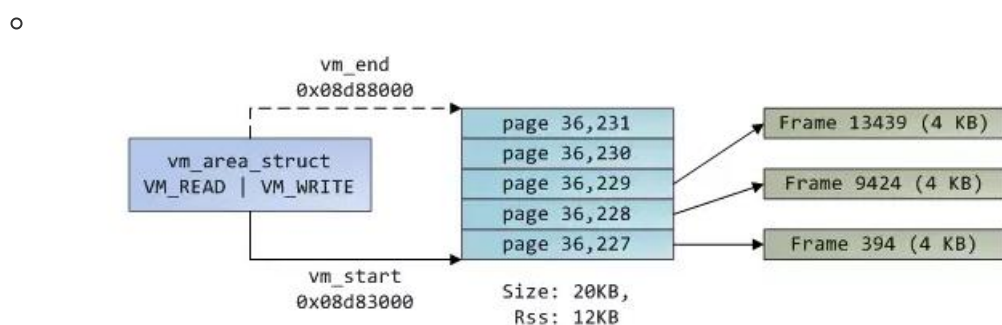 vm_end
0x08d88000
page 36,231
Frame 13439 (4 KB)
page 36,230
vm_area_struct
VM_READ | VM_WRITE
page 36,229
Frame 9424 (4 KB)
page 36,228
page 36,227
Frame 394 (4 KB)
vm_start
0x08d83000
Size: 20KB,
Rss: 12KB